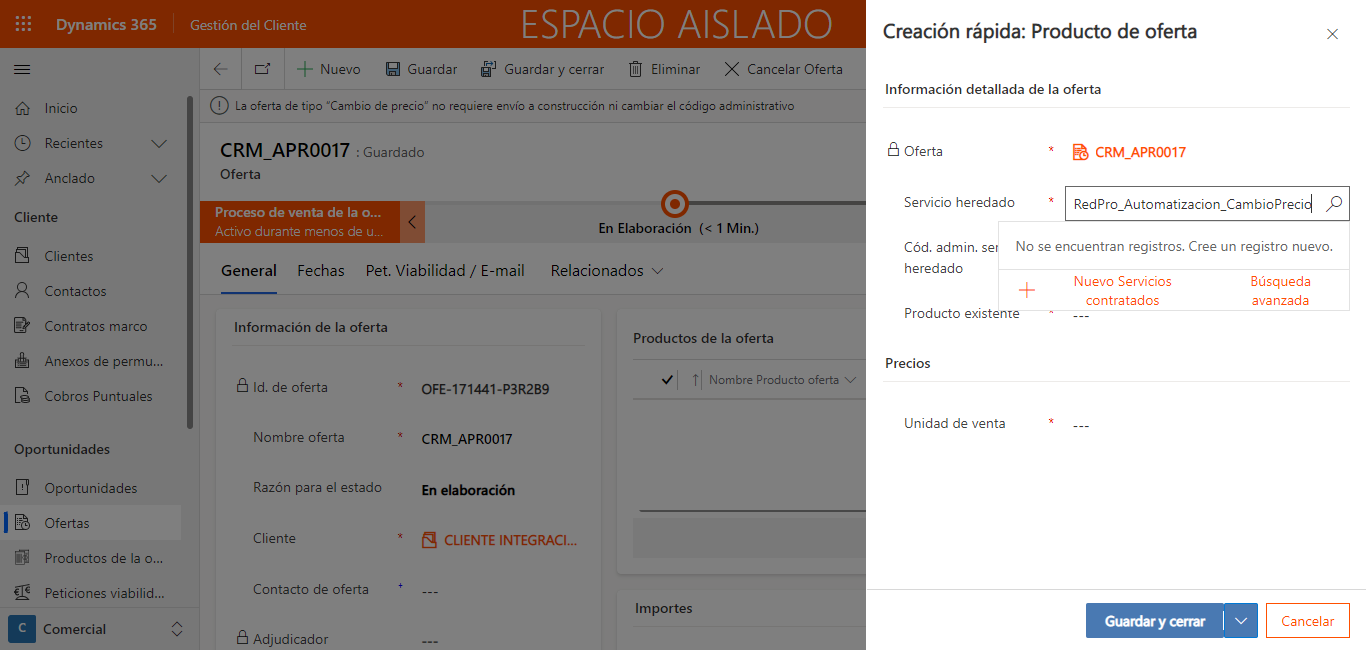 Dynamics 365
Gestión del Cliente
ESPACIO AISLADO
Nuevo
Guardar
Guardar y cerrar
Eliminar
Cancelar Oferta
La oferta de tipo "Cambio de precio" no requiere envío a construcción ni cambiar el código administrativo
Inicio
Recientes
Anclado
Cliente
Clientes
Contactos
Contratos marco
Anexos de permu...
Cobros Puntuales
Oportunidades
Oportunidades
Ofertas
Productos de la o...
Peticiones viabilid...
C
Comercial
CRM_APR0017 : Guardado
Oferta
Proceso de venta de la o...
Activo durante menos de u...
En Elaboración (< 1 Min.)
General
Fechas
Pet. Viabilidad / E-mail
Relacionados
Información de la oferta
Id. de oferta * OFE-171441-P3R2B9
Nombre oferta * CRM_APR0017
Razón para el estado En elaboración
Cliente * CLIENTE INTEGRACI...
Contacto de oferta + ---
Adjudicador ---
Productos de la oferta
Nombre Producto oferta
Importes
Creación rápida: Producto de oferta
Información detallada de la oferta
Oferta * CRM_APR0017
Servicio heredado * RedPro_Automatizacion_CambioPrecio
No se encuentran registros. Cree un registro nuevo.
Nuevo Servicios
contratados
Búsqueda
avanzada
Cód. admin. ser
heredado
Producto existente * ---
Precios
Unidad de venta * ---
Guardar y cerrar
Cancelar